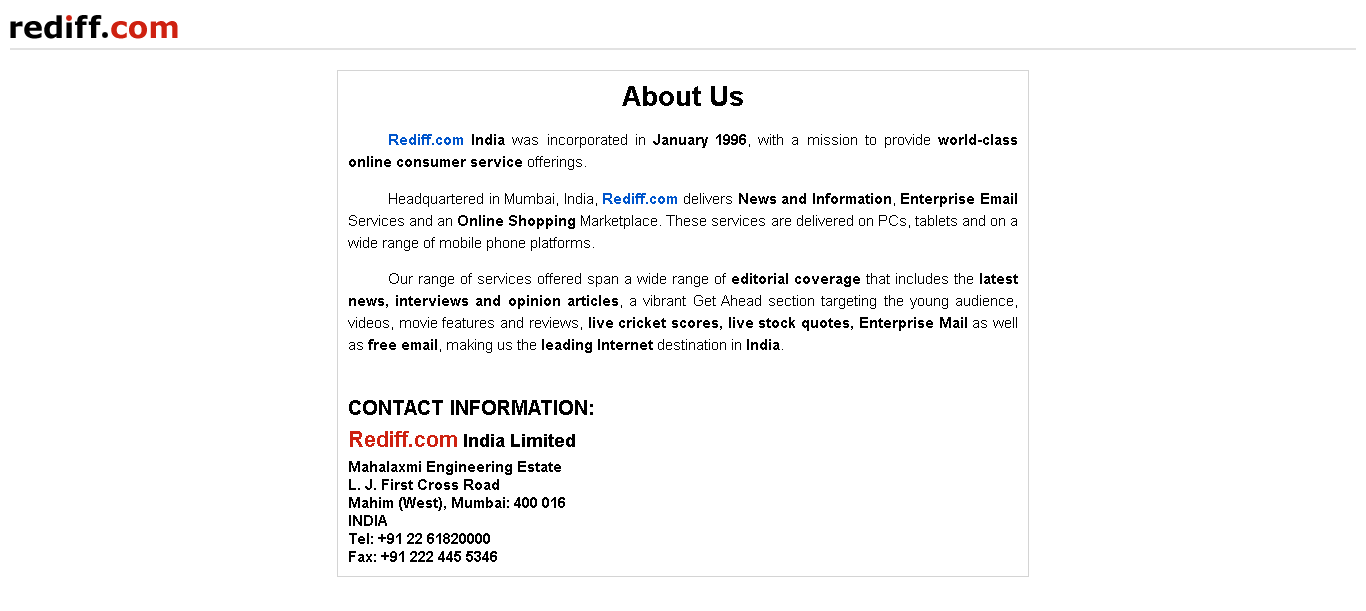 rediff.com
About Us
Rediff.com India was incorporated in January 1996, with a mission to provide world-class
online consumer service offerings.
Headquartered in Mumbai, India, Rediff.com delivers News and Information, Enterprise Email
Services and an Online Shopping Marketplace. These services are delivered on PCs, tablets and on a
wide range of mobile phone platforms.
Our range of services offered span a wide range of editorial coverage that includes the latest
news, interviews and opinion articles, a vibrant Get Ahead section targeting the young audience,
videos, movie features and reviews, live cricket scores, live stock quotes, Enterprise Mail as well
as free email, making us the leading Internet destination in India.
CONTACT INFORMATION:
Rediff.com India Limited
Mahalaxmi Engineering Estate
L. J. First Cross Road
Mahim (West), Mumbai: 400 016
INDIA
Tel: +91 22 61820000
Fax: +91 222 445 5346